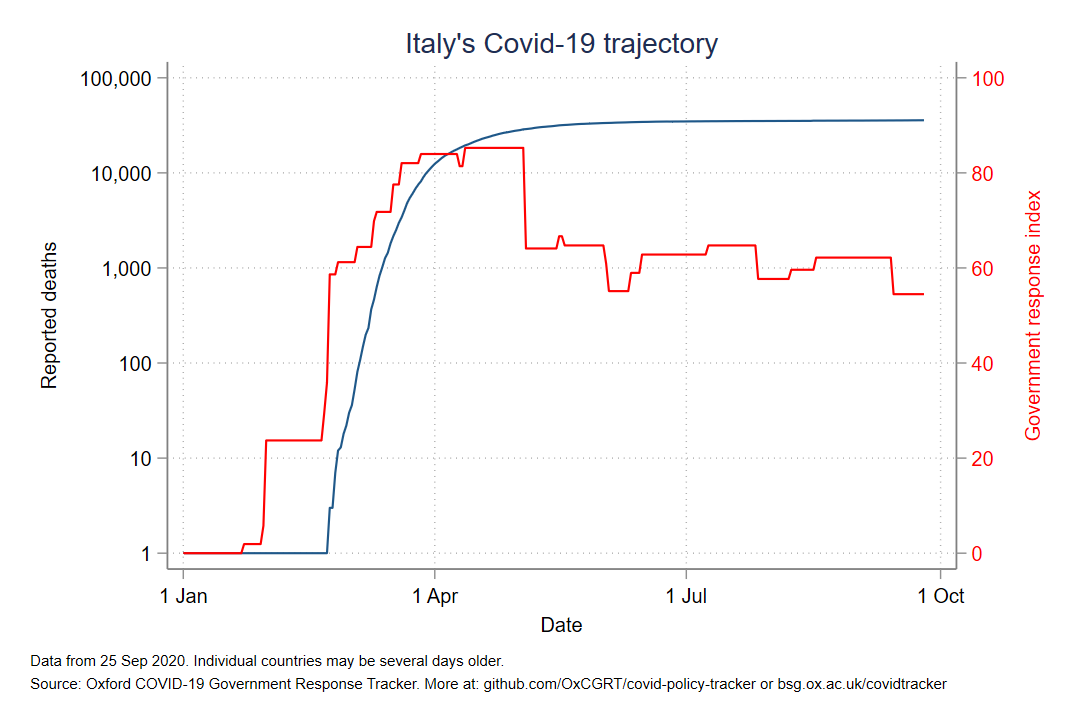 Italy's Covid-19 trajectory
100,000
10,000
1,000
100
10
1
Reported deaths
100
80
60
40
20
0
Government response index
1 Jan
1 Apr
1 Jul
1 Oct
Date
Data from 25 Sep 2020. Individual countries may be several days older.
Source: Oxford COVID-19 Government Response Tracker. More at: github.com/OxCGRT/covid-policy-tracker or bsg.ox.ac.uk/covidtracker